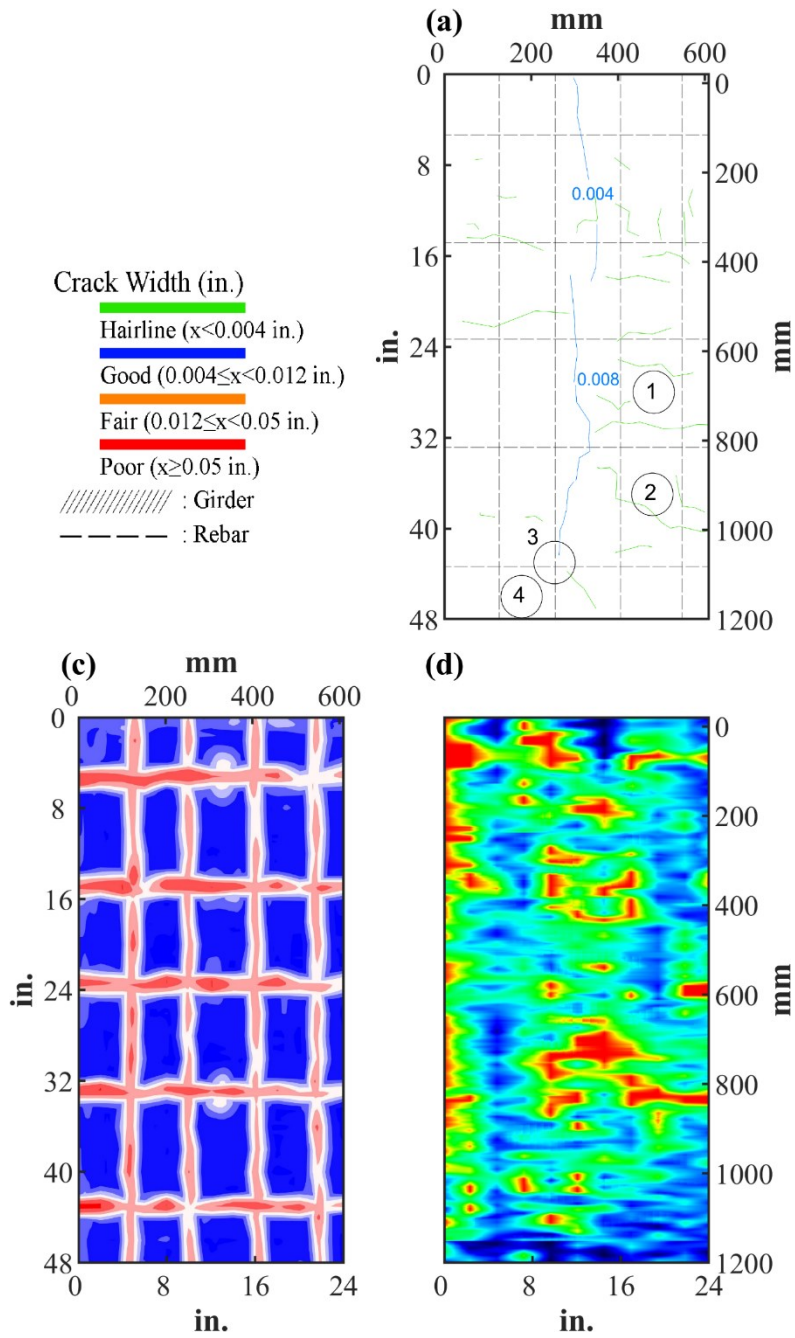 (a)
mm
0 200 400 600
0
8
16
24
32
40
48
in.
0
200
400
600
800
1000
1200
mm
0.004
0.008
1
2
3
4
Crack Width (in.)
Hairline (x<0.004 in.)
Good (0.004≤x<0.012 in.)
Fair (0.012≤x<0.05 in.)
Poor (x≥0.05 in.)
: Girder
: Rebar
(c)
mm
0 200 400 600
0
8
16
24
32
40
48
in.
0 8 16 24
in.
(d)
0
200
400
600
800
1000
1200
mm
0 8 16 24
in.